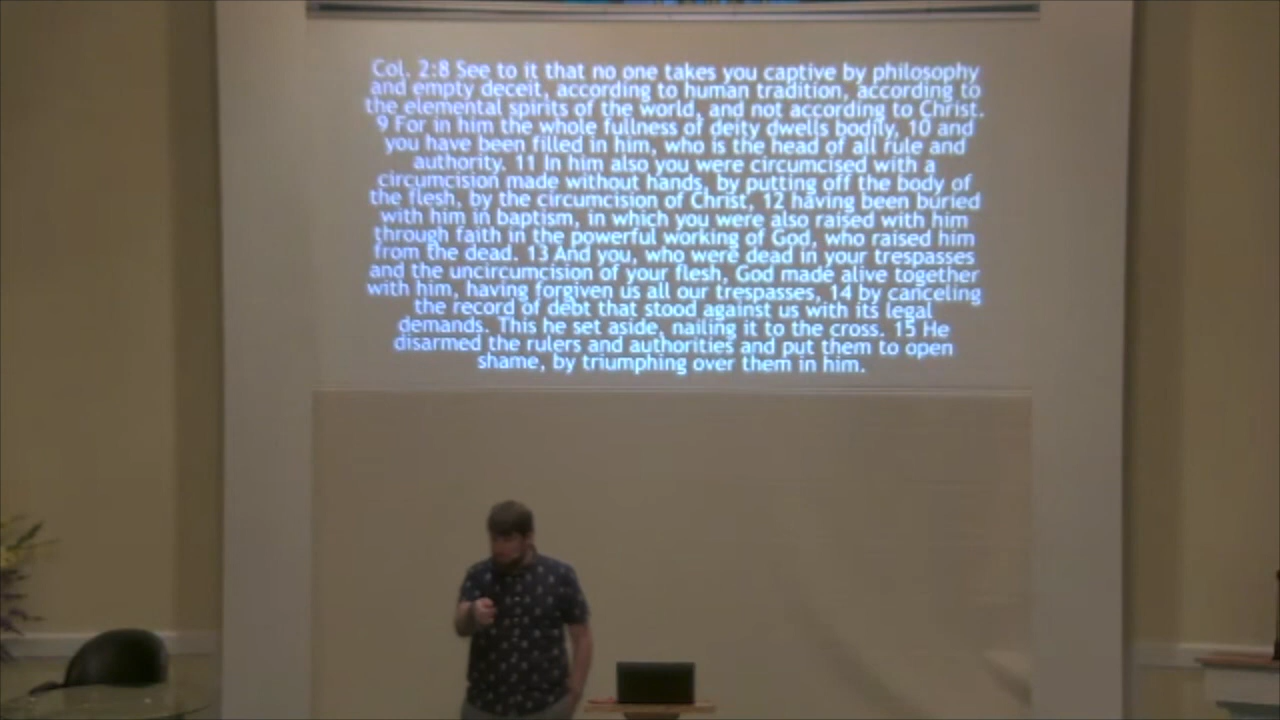 Col. 2:8 See to it that no one takes you captive by philosophy
and empty deceit, according to human tradition, according to
the elemental spirits of the world, and not according to Christ.
9 For in him the whole fullness of deity dwells bodily, 10 and
you have been filled in him, who is the head of all rule and
authority. 11 In him also you were circumcised with a
circumcision made without hands, by putting off the body of
the flesh, by the circumcision of Christ, 12 having been buried
with him in baptism, in which you were also raised with him
through faith in the powerful working of God, who raised him
from the dead. 13 And you, who were dead in your trespasses
and the uncircumcision of your flesh, God made alive together
with him, having forgiven us all our trespasses, 14 by canceling
the record of debt that stood against us with its legal
demands. This he set aside, nailing it to the cross. 15 He
disarmed the rulers and authorities and put them to open
shame, by triumphing over them in him.